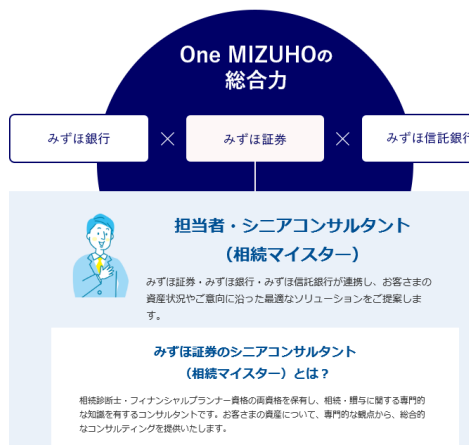 One MIZUHOの
総合力
みずほ銀行 × みずほ証券 × みずほ信託銀行
担当者・シニアコンサルタント
（相続マイスター）
みずほ証券・みずほ銀行・みずほ信託銀行が連携し、お客さまの
資産状況やご意向に沿った最適なソリューションをご提案しま
す。
みずほ証券のシニアコンサルタント
（相続マイスター）とは？
相続診断士・フィナンシャルプランナー資格の両資格を保有し、相続・贈与に関する専門的
な知識を有するコンサルタントです。お客さまの資産について、専門的な観点から、総合的
なコンサルティングを提供いたします。